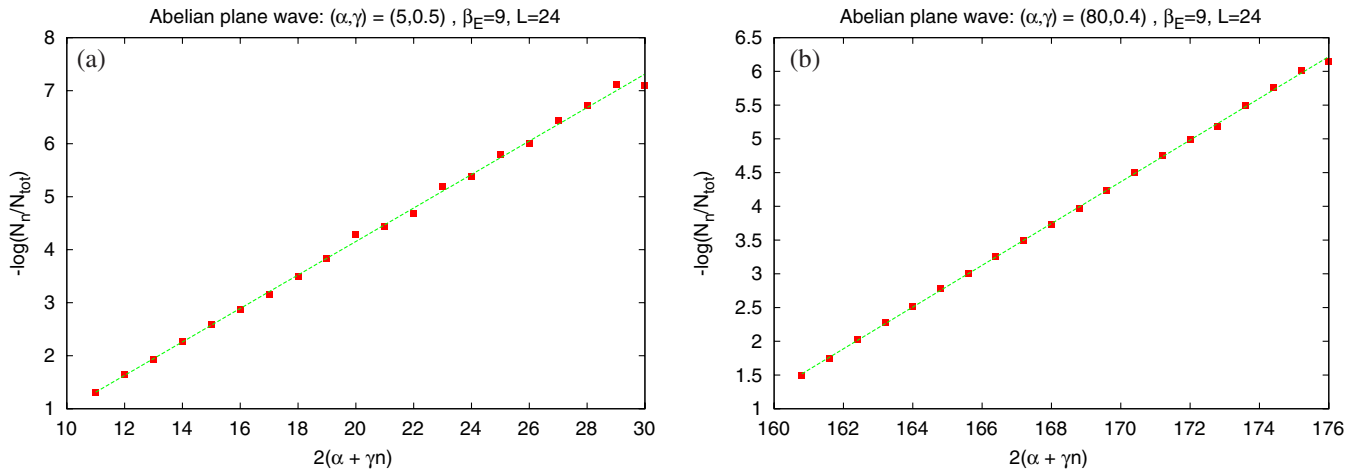 Abelian plane wave: (α,γ) = (5,0.5) , β_E=9, L=24
(a)
8
7
6
5
4
3
2
1
-log(N_n/N_tot)
10 12 14 16 18 20 22 24 26 28 30
2(α + γn)
Abelian plane wave: (α,γ) = (80,0.4) , β_E=9, L=24
(b)
6.5
6
5.5
5
4.5
4
3.5
3
2.5
2
1.5
1
-log(N_n/N_tot)
160 162 164 166 168 170 172 174 176
2(α + γn)